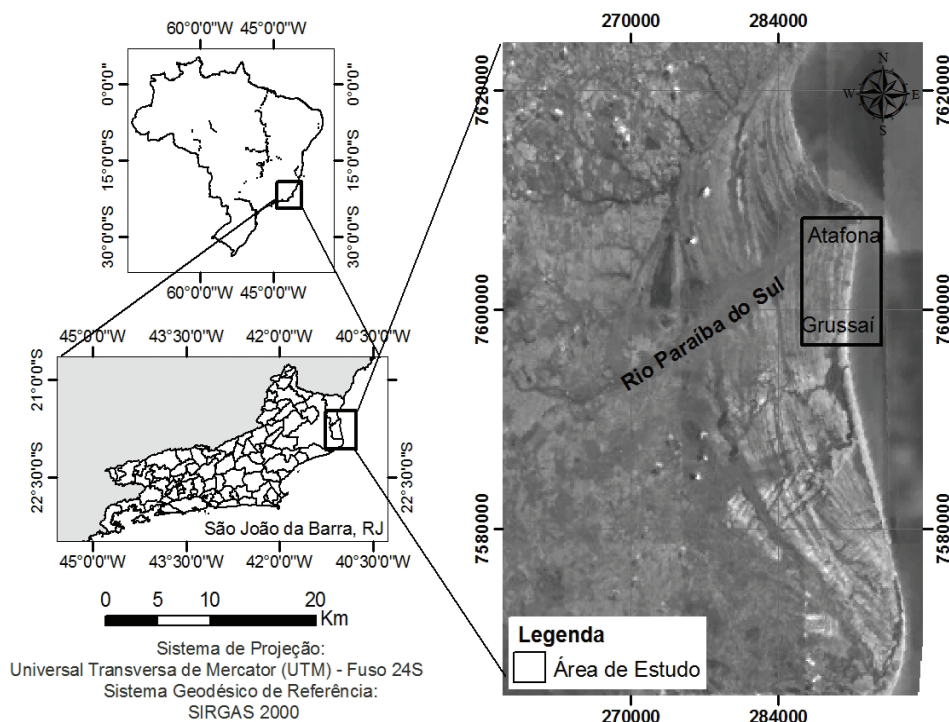 60°0'0"W 45°0'0"W
0°0'0"
15°0'0"S
30°0'0"S
0°0'0"
15°0'0"S
30°0'0"S
60°0'0"W 45°0'0"W
45°0'0"W 43°30'0"W 42°0'0"W 40°30'0"W
21°0'0"S
22°30'0"S
21°0'0"S
22°30'0"S
São João da Barra, RJ
45°0'0"W 43°30'0"W 42°0'0"W 40°30'0"W
0 5 10 20
Km
Sistema de Projeção:
Universal Transversa de Mercator (UTM) - Fuso 24S
Sistema Geodésico de Referência:
SIRGAS 2000
270000 284000
7620000
7600000
7580000
N
W E
S
Atafona
Grussaí
Rio Paraíba do Sul
7620000
7600000
7580000
Legenda
Área de Estudo
270000 284000